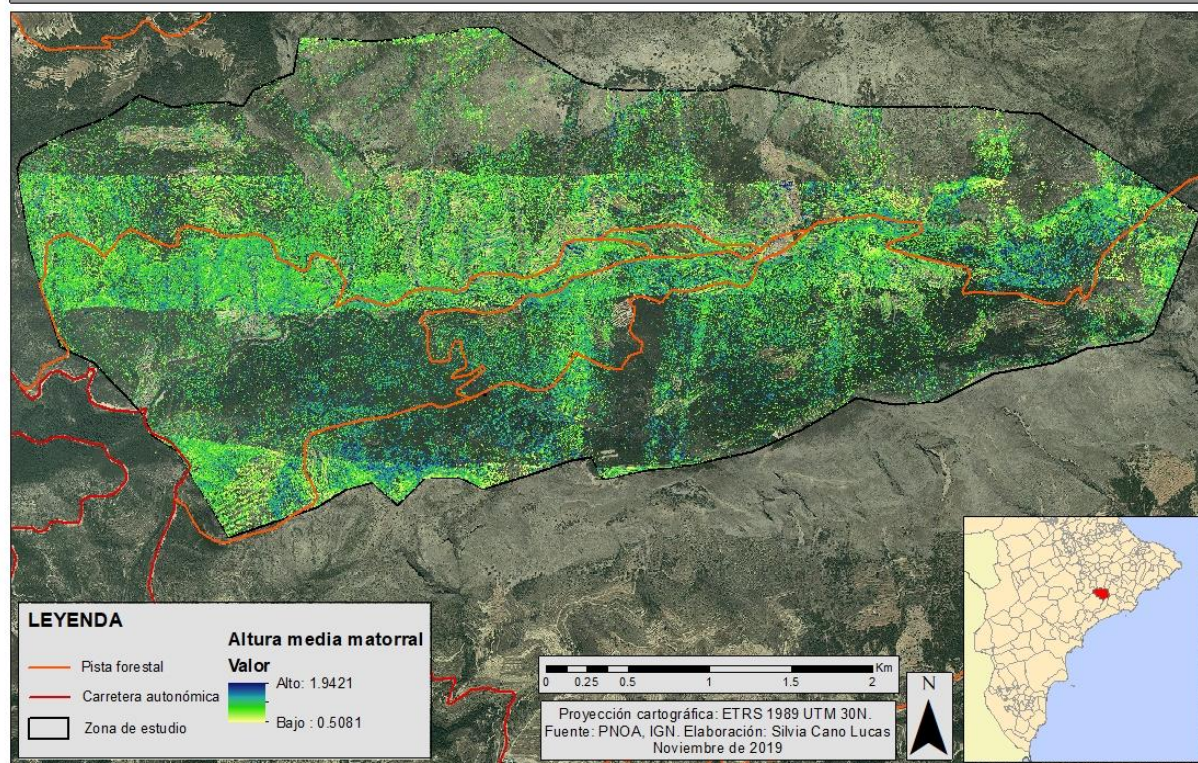 LEYENDA
Pista forestal
Carretera autonómica
Zona de estudio
Altura media matorral
Valor
Alto: 1.9421
Bajo : 0.5081
0 0.25 0.5 1 1.5 2 Km
Proyección cartográfica: ETRS 1989 UTM 30N.
Fuente: PNOA, IGN. Elaboración: Silvia Cano Lucas
Noviembre de 2019
N